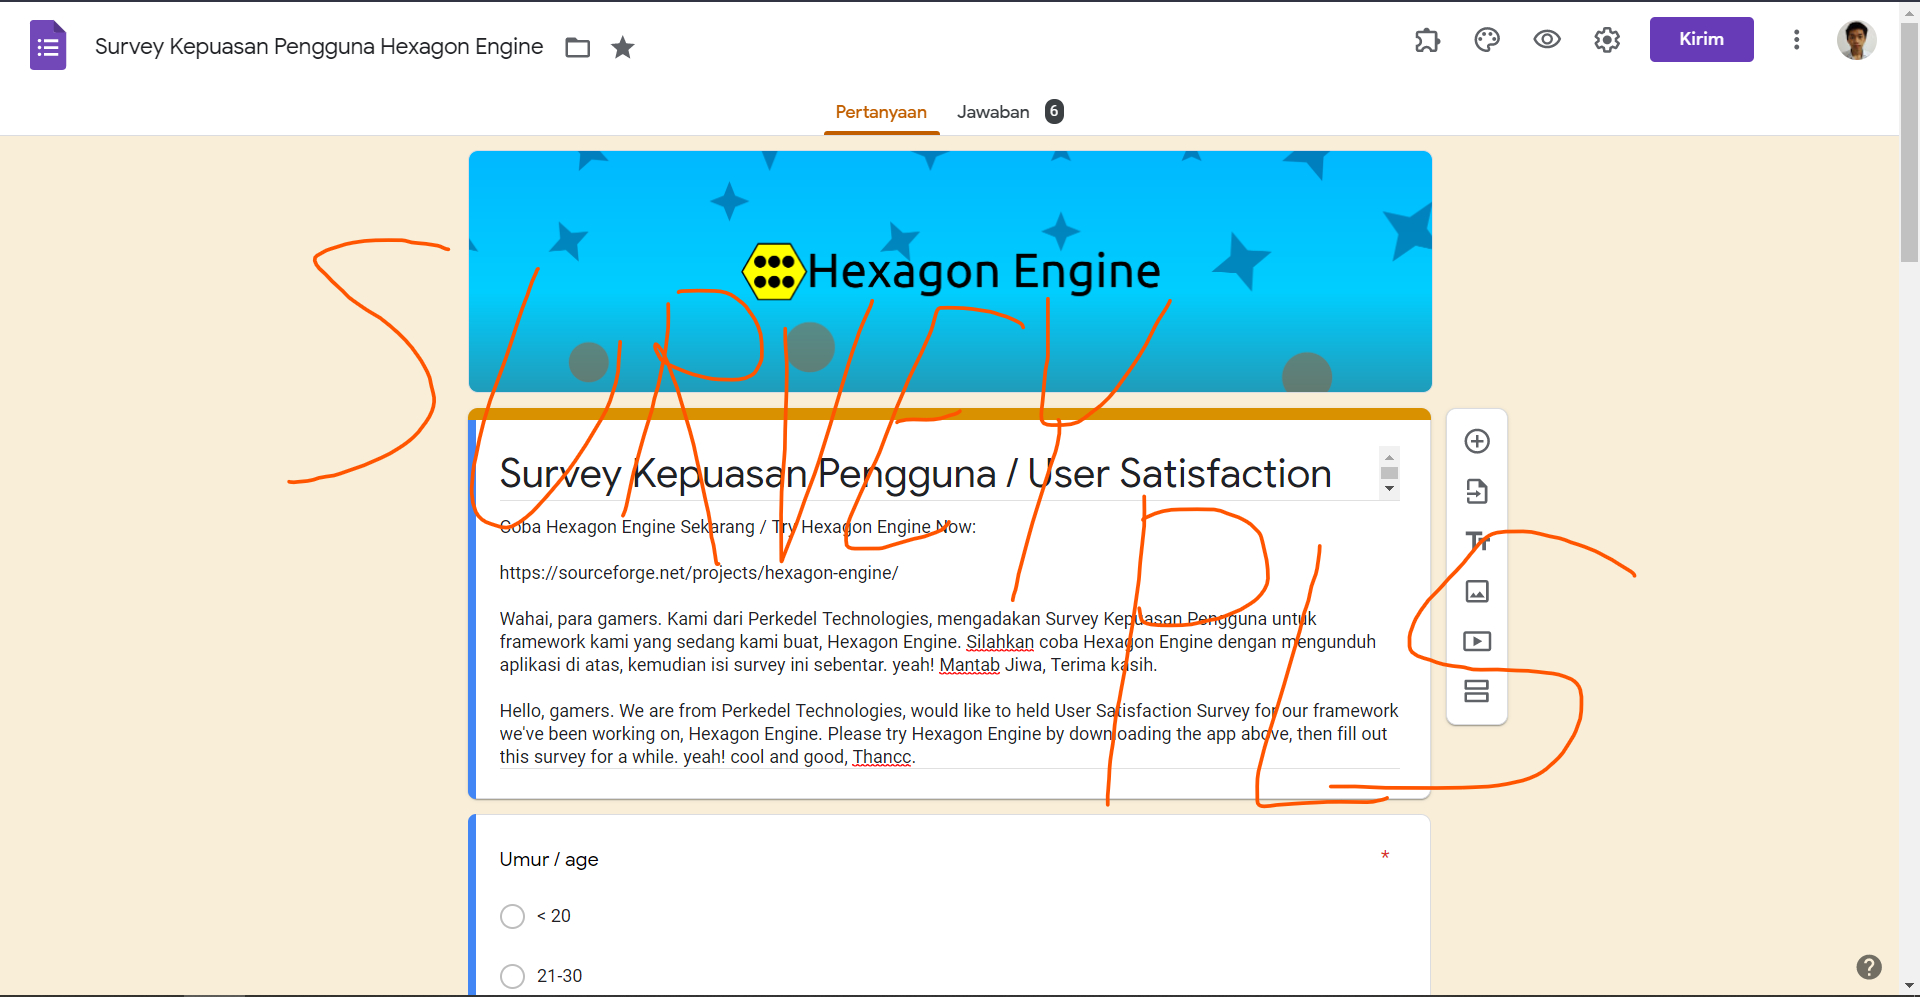 Survey Kepuasan Pengguna Hexagon Engine
Kirim
Pertanyaan
Jawaban 6
Hexagon Engine
SURVEY
PLS
Survey Kepuasan Pengguna / User Satisfaction
Coba Hexagon Engine Sekarang / Try Hexagon Engine Now:
https://sourceforge.net/projects/hexagon-engine/
Wahai, para gamers. Kami dari Perkedel Technologies, mengadakan Survey Kepuasan Pengguna untuk
framework kami yang sedang kami buat, Hexagon Engine. Silahkan coba Hexagon Engine dengan mengunduh
aplikasi di atas, kemudian isi survey ini sebentar. yeah! Mantab Jiwa, Terima kasih.
Hello, gamers. We are from Perkedel Technologies, would like to held User Satisfaction Survey for our framework
we've been working on, Hexagon Engine. Please try Hexagon Engine by downloading the app above, then fill out
this survey for a while. yeah! cool and good, Thancc.
Umur / age *
< 20
21-30